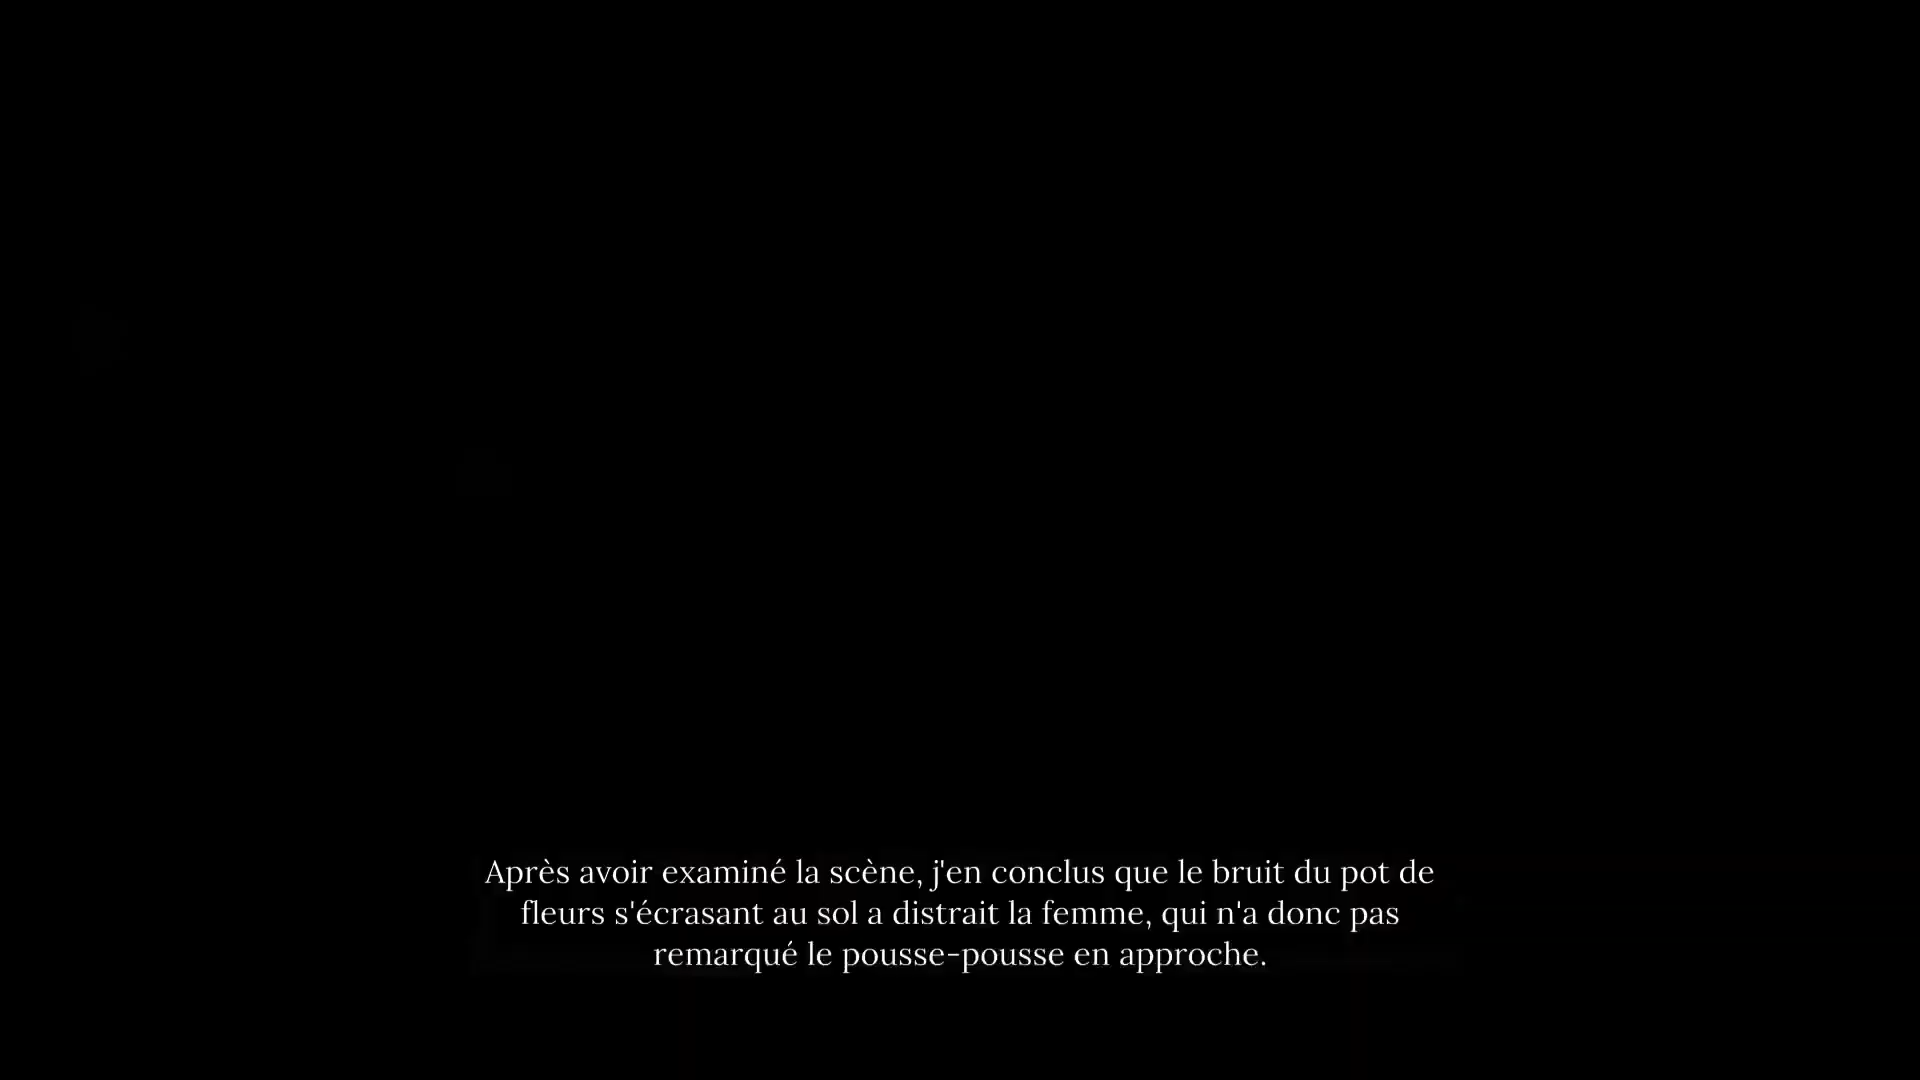 Après avoir examiné la scène, j'en conclus que le bruit du pot de
fleurs s'écrasant au sol a distrait la femme, qui n'a donc pas
remarqué le pousse-pousse en approche.